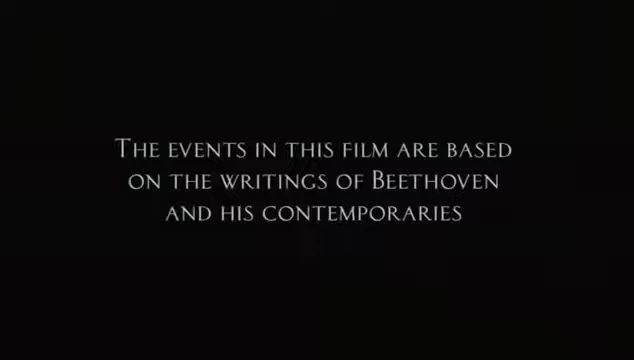 THE EVENTS IN THIS FILM ARE BASED
ON THE WRITINGS OF BEETHOVEN
AND HIS CONTEMPORARIES